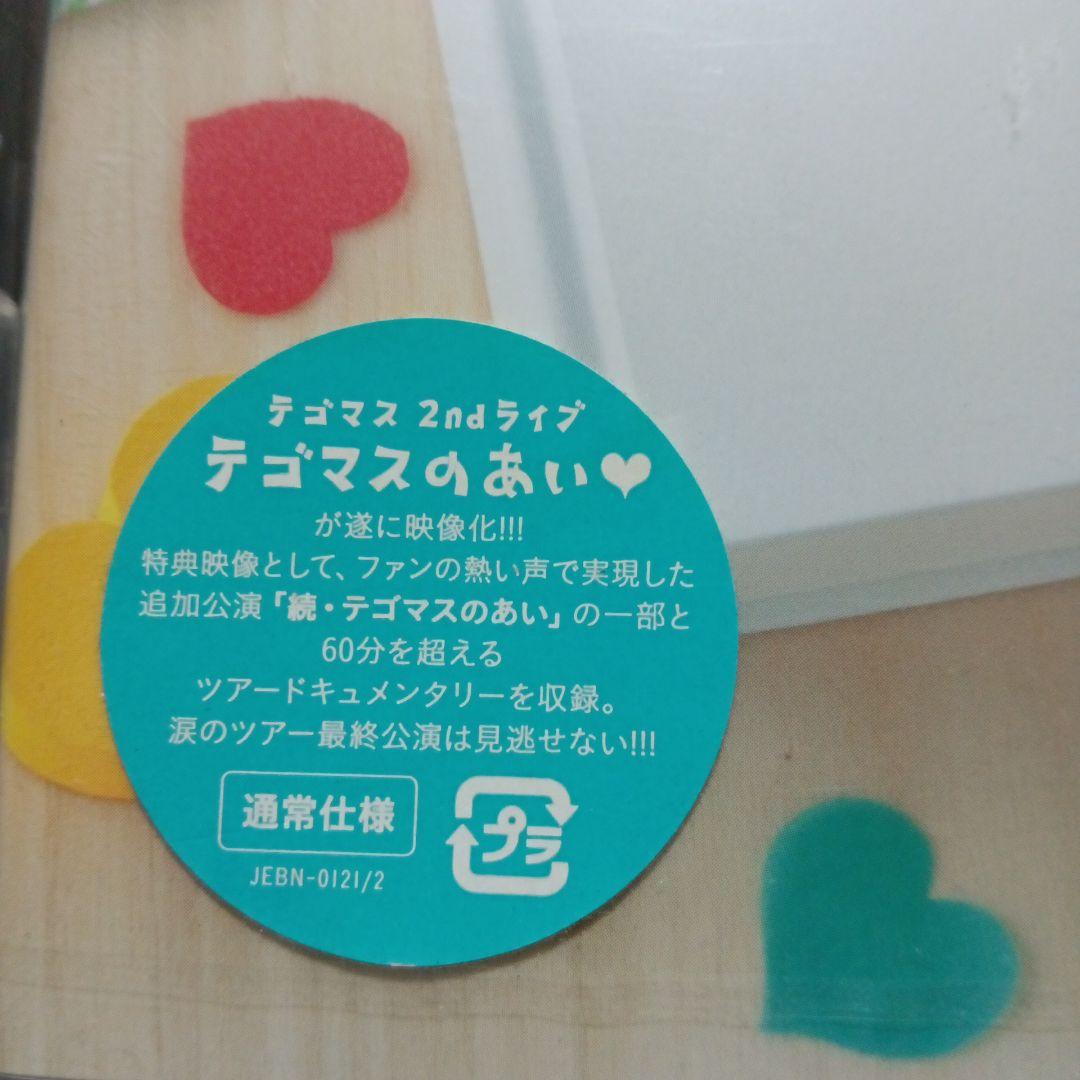 テゴマス 2ndライブ
テゴマスのあい♥
が遂に映像化!!!
特典映像として、ファンの熱い声で実現した
追加公演「続・テゴマスのあい」の一部と
60分を超える
ツアードキュメンタリーを収録。
涙のツアー最終公演は見逃せない!!!
通常仕様
プラ
JEBN-0121/2